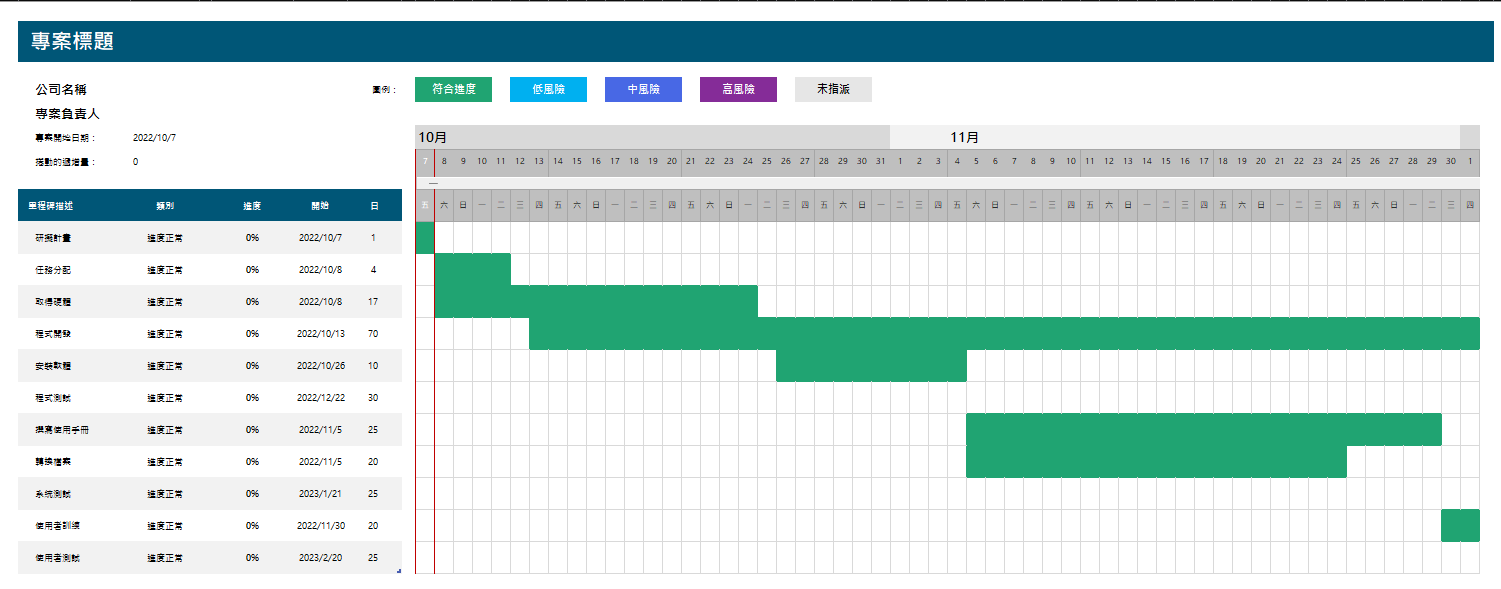 專案標題
公司名稱
圖例：
符合進度 低風險 中風險 高風險 未指派
專案負責人
專案開始日期： 2022/10/7
捲動的遞增量： 0
10月 11月
7 8 9 10 11 12 13 14 15 16 17 18 19 20 21 22 23 24 25 26 27 28 29 30 31 1 2 3 4 5 6 7 8 9 10 11 12 13 14 15 16 17 18 19 20 21 22 23 24 25 26 27 28 29 30 1
里程碑描述 類別 進度 開始 日
五 六 日 一 二 三 四 五 六 日 一 二 三 四 五 六 日 一 二 三 四 五 六 日 一 二 三 四 五 六 日 一 二 三 四 五 六 日 一 二 三 四 五 六 日 一 二 三 四 五 六 日 一 二 三 四
研擬計畫 進度正常 0% 2022/10/7 1
任務分配 進度正常 0% 2022/10/8 4
取得硬體 進度正常 0% 2022/10/8 17
程式開發 進度正常 0% 2022/10/13 70
安裝軟體 進度正常 0% 2022/10/26 10
程式測試 進度正常 0% 2022/12/22 30
撰寫使用手冊 進度正常 0% 2022/11/5 25
轉換檔案 進度正常 0% 2022/11/5 20
系統測試 進度正常 0% 2023/1/21 25
使用者訓練 進度正常 0% 2022/11/30 20
使用者測試 進度正常 0% 2023/2/20 25